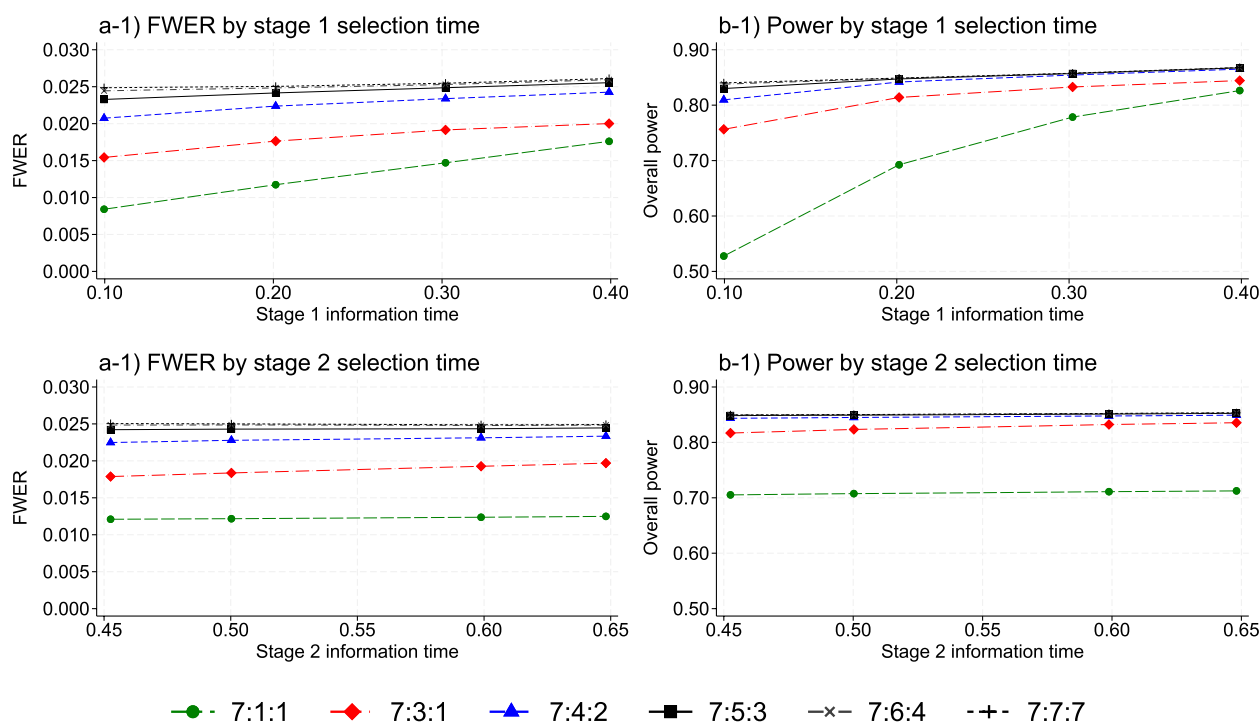 a-1) FWER by stage 1 selection time
0.030
0.025
0.020
0.015
0.010
0.005
0.000
FWER
0.10 0.20 0.30 0.40
Stage 1 information time
b-1) Power by stage 1 selection time
0.90
0.80
0.70
0.60
0.50
Overall power
0.10 0.20 0.30 0.40
Stage 1 information time
a-1) FWER by stage 2 selection time
0.030
0.025
0.020
0.015
0.010
0.005
0.000
FWER
0.45 0.50 0.55 0.60 0.65
Stage 2 information time
b-1) Power by stage 2 selection time
0.90
0.80
0.70
0.60
0.50
Overall power
0.45 0.50 0.55 0.60 0.65
Stage 2 information time
7:1:1 7:3:1 7:4:2 7:5:3 7:6:4 7:7:7